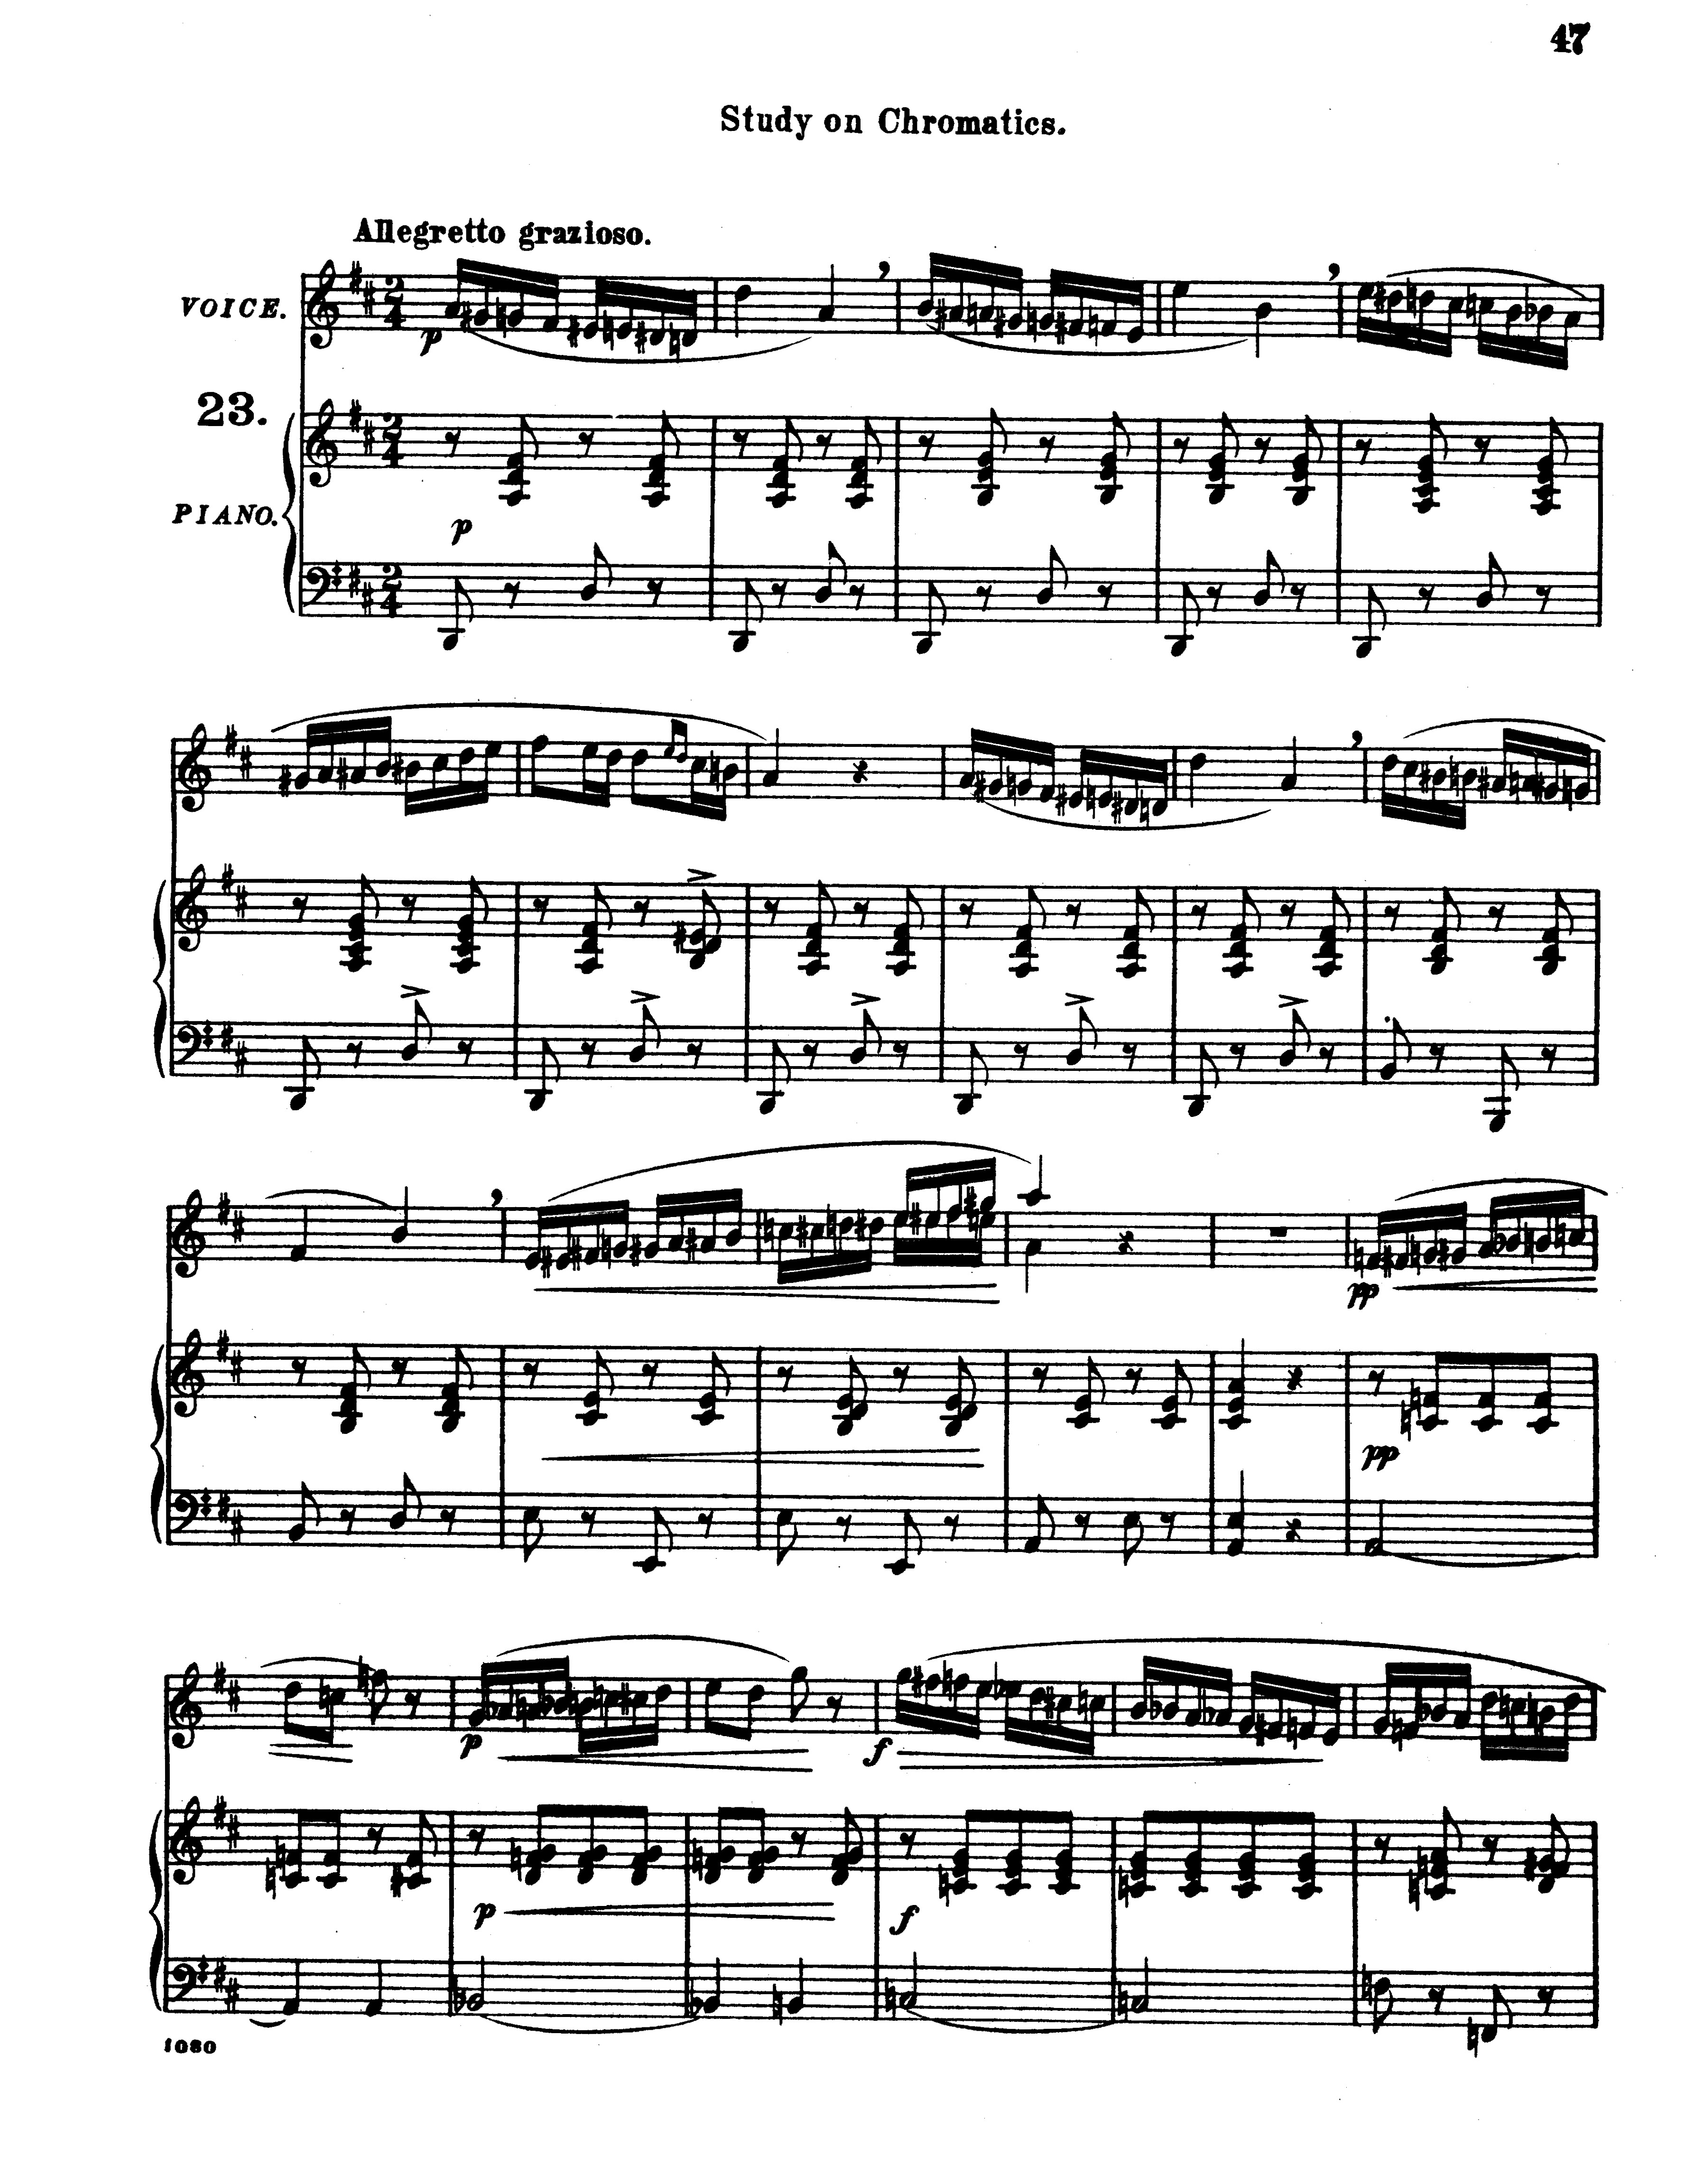 47
Study on Chromatics.
Allegretto grazioso.
VOICE.
p
23.
PIANO.
p
pp
pp
p
f
p
f
1080